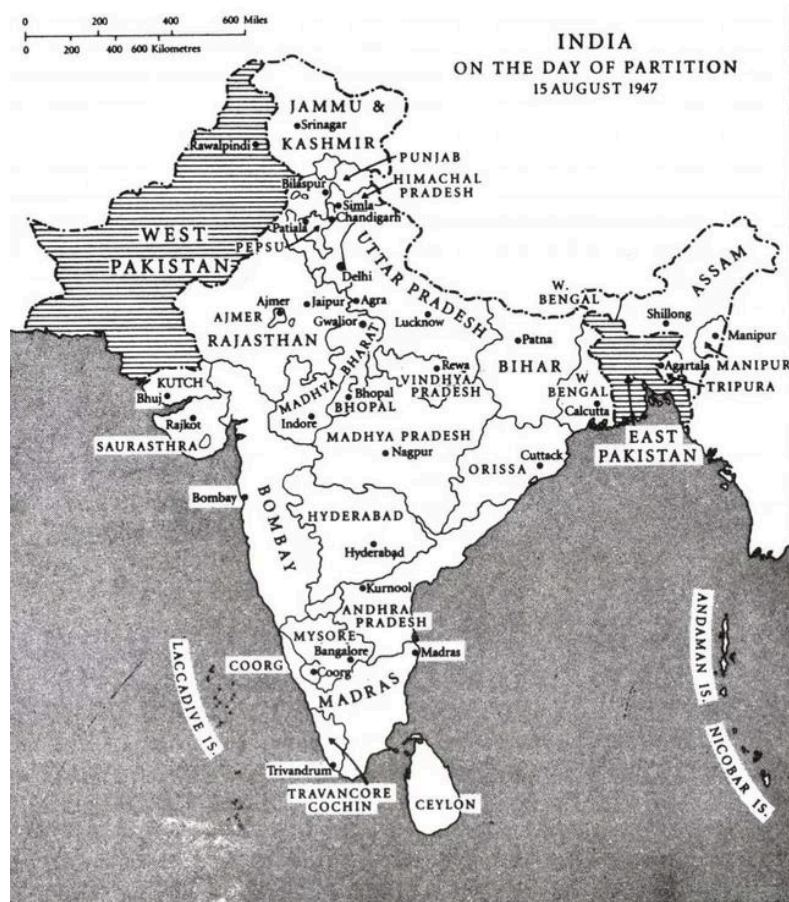 0 200 400 600 Miles
0 200 400 600 Kilometres
INDIA
ON THE DAY OF PARTITION
15 AUGUST 1947
JAMMU &
Srinagar
KASHMIR
Rawalpindi
PUNJAB
HIMACHAL
PRADESH
Bilaspur
Simla
Chandigarh
Patiala
PEPSU
WEST
PAKISTAN
Delhi
UTTAR PRADESH
ASSAM
W.
BENGAL
Ajmer
Jaipur
Agra
AJMER
Gwalior
Lucknow
Shillong
RAJASTHAN
Patna
Manipur
MANIPUR
BIHAR
Rewa
VINDHYA
PRADESH
Agartala
TRIPURA
KUTCH
Bhuj
MADHYA BHARAT
Bhopal
BHOPAL
W
BENGAL
Calcutta
Rajkot
Indore
SAURASTHRA
MADHYA PRADESH
Nagpur
EAST
PAKISTAN
Cuttack
ORISSA
Bombay
BOMBAY
HYDERABAD
Hyderabad
Kurnool
ANDHRA
PRADESH
MYSORE
Bangalore
Madras
COORG
Coorg
MADRAS
LACCADIVE IS.
ANDAMAN IS.
NICOBAR IS.
Trivandrum
TRAVANCORE
COCHIN
CEYLON